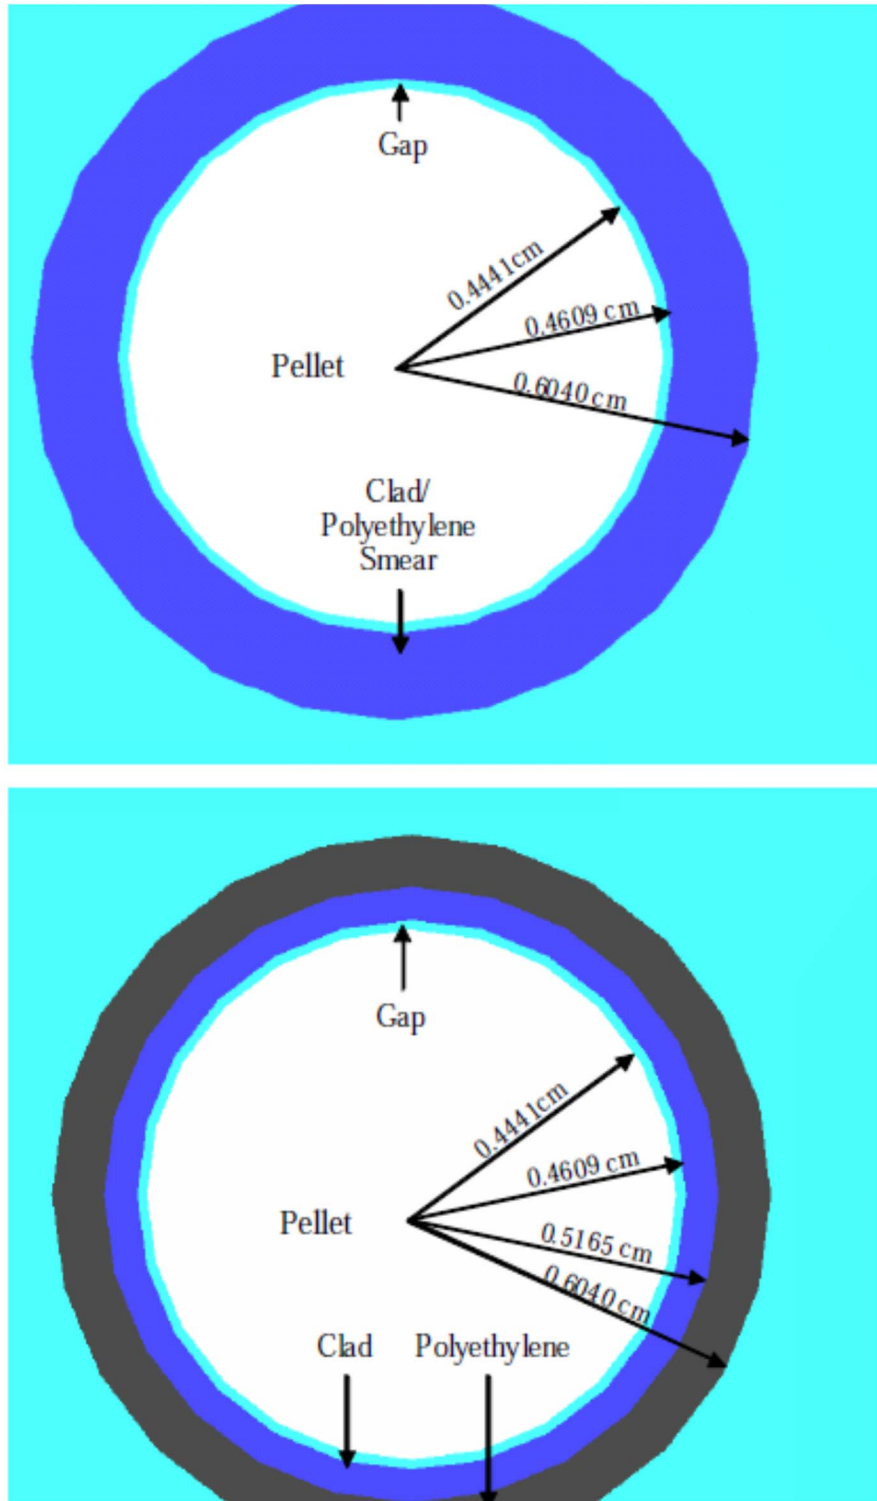 Gap
0.4441cm
0.4609 cm
Pellet
0.6040 cm
Clad/
Polyethylene
Smear
Gap
0.4441cm
0.4609 cm
Pellet
0.5165 cm
0.6040 cm
Clad Polyethylene